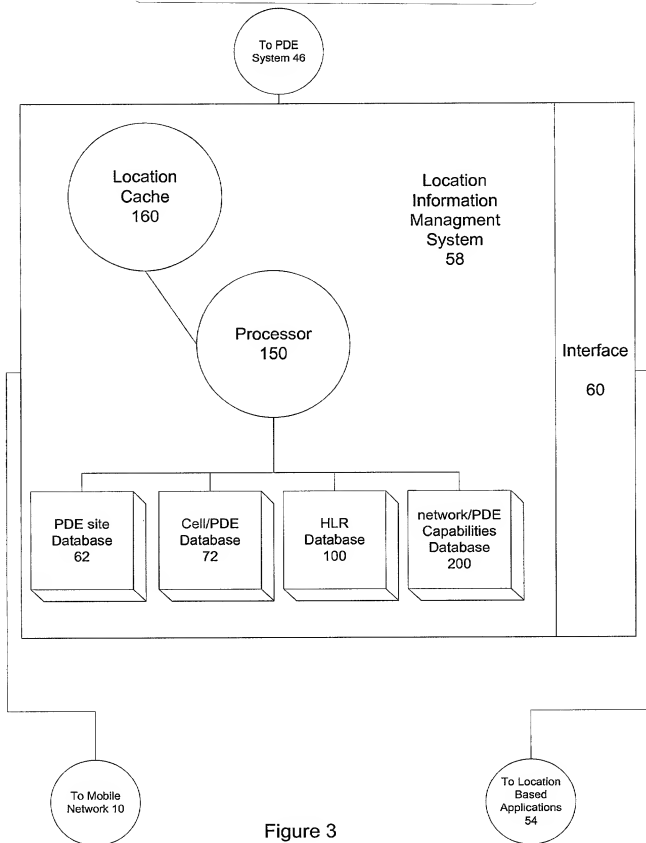 To PDE
System 46
Location
Cache
160
Location
Information
Managment
System
58
Processor
150
Interface
60
PDE site
Database
62
Cell/PDE
Database
72
HLR
Database
100
network/PDE
Capabilities
Database
200
To Mobile
Network 10
To Location
Based
Applications
54
Figure 3